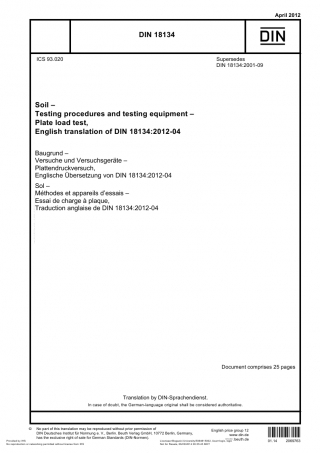 April 2012
DIN 18134
DIN
ICS 93.020
Supersedes
DIN 18134:2001-09
Soil –
Testing procedures and testing equipment –
Plate load test,
English translation of DIN 18134:2012-04
Baugrund –
Versuche und Versuchsgeräte –
Plattendruckversuch,
Englische Übersetzung von DIN 18134:2012-04
Sol –
Méthodes et appareils d'essais –
Essai de charge à plaque,
Traduction anglaise de DIN 18134:2012-04
Document comprises 25 pages
Translation by DIN-Sprachendienst.
In case of doubt, the German-language original shall be considered authoritative.
© No part of this translation may be reproduced without prior permission of
DIN Deutsches Institut für Normung e. V., Berlin. Beuth Verlag GmbH, 10772 Berlin, Germany,
has the exclusive right of sale for German Standards (DIN-Normen).
English price group 12
www.din.de
www.beuth.de